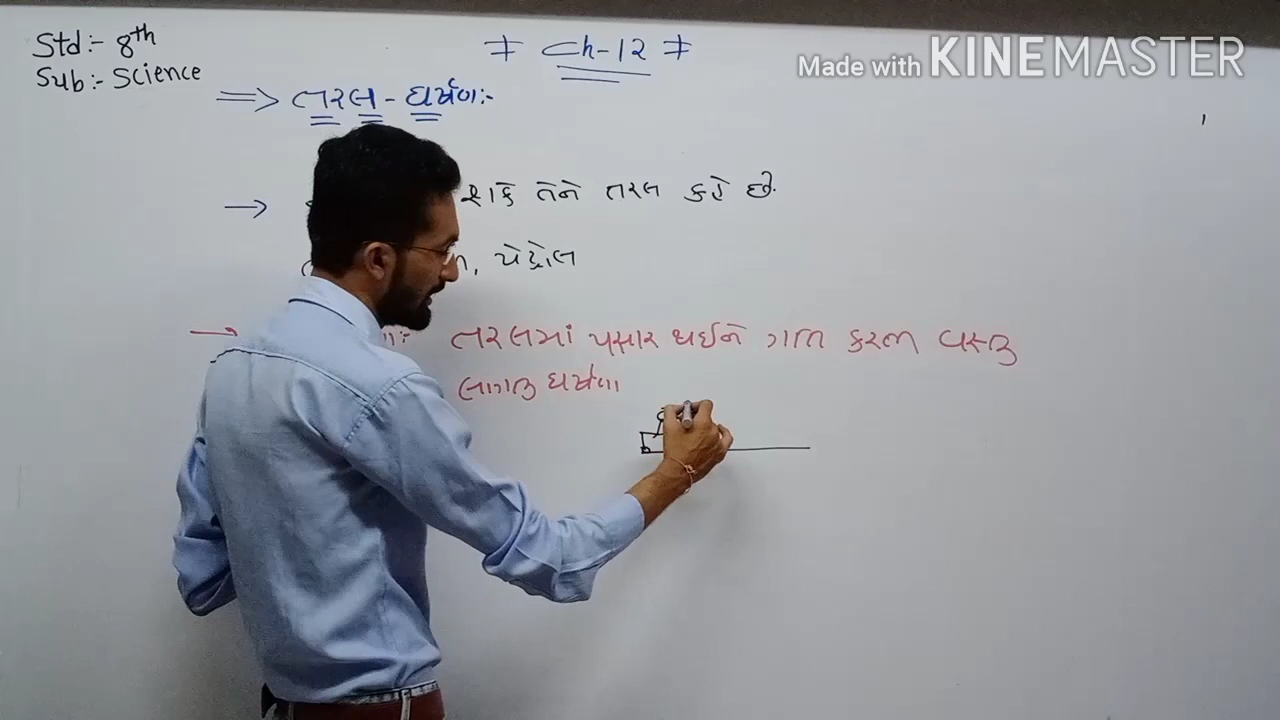 Std:- 8th
Sub:- Science
Ch-12
Made with KINEMASTER
⇒ તરલ - ઘર્ષણ:-
→ શકે તેને તરલ કહે છે.
, પેટ્રોલ
→ તરલમાં પસાર થઈને ગતિ કરતી વસ્તુ
લાગતુ ઘર્ષણ